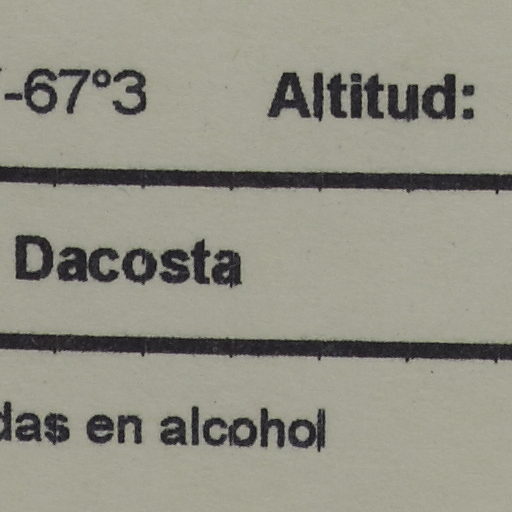 -67°3 Altitud:
Dacosta
das en alcohol